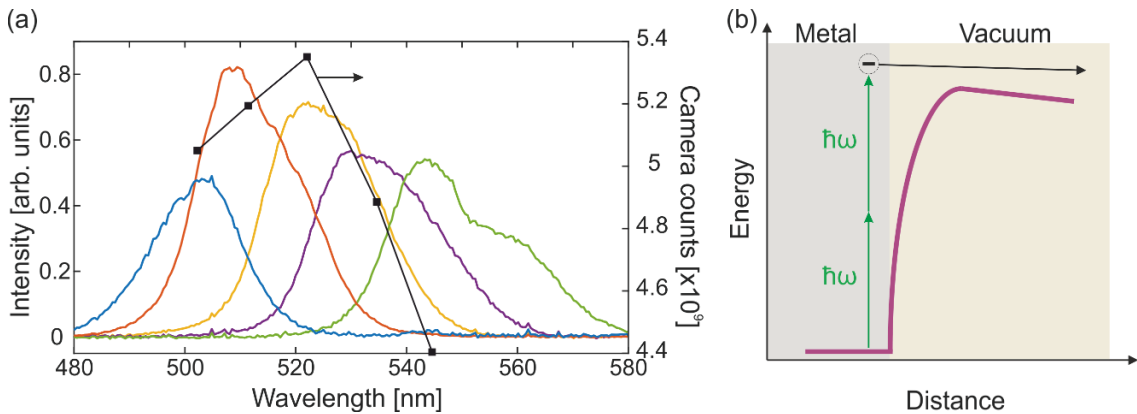 (a)
Intensity [arb. units]
0.8
0.6
0.4
0.2
0
480
500
520
540
560
580
Wavelength [nm]
5.4
5.2
5
4.8
4.6
4.4
Camera counts [x10⁹]
(b)
Metal
Vacuum
ħω
ħω
Energy
Distance